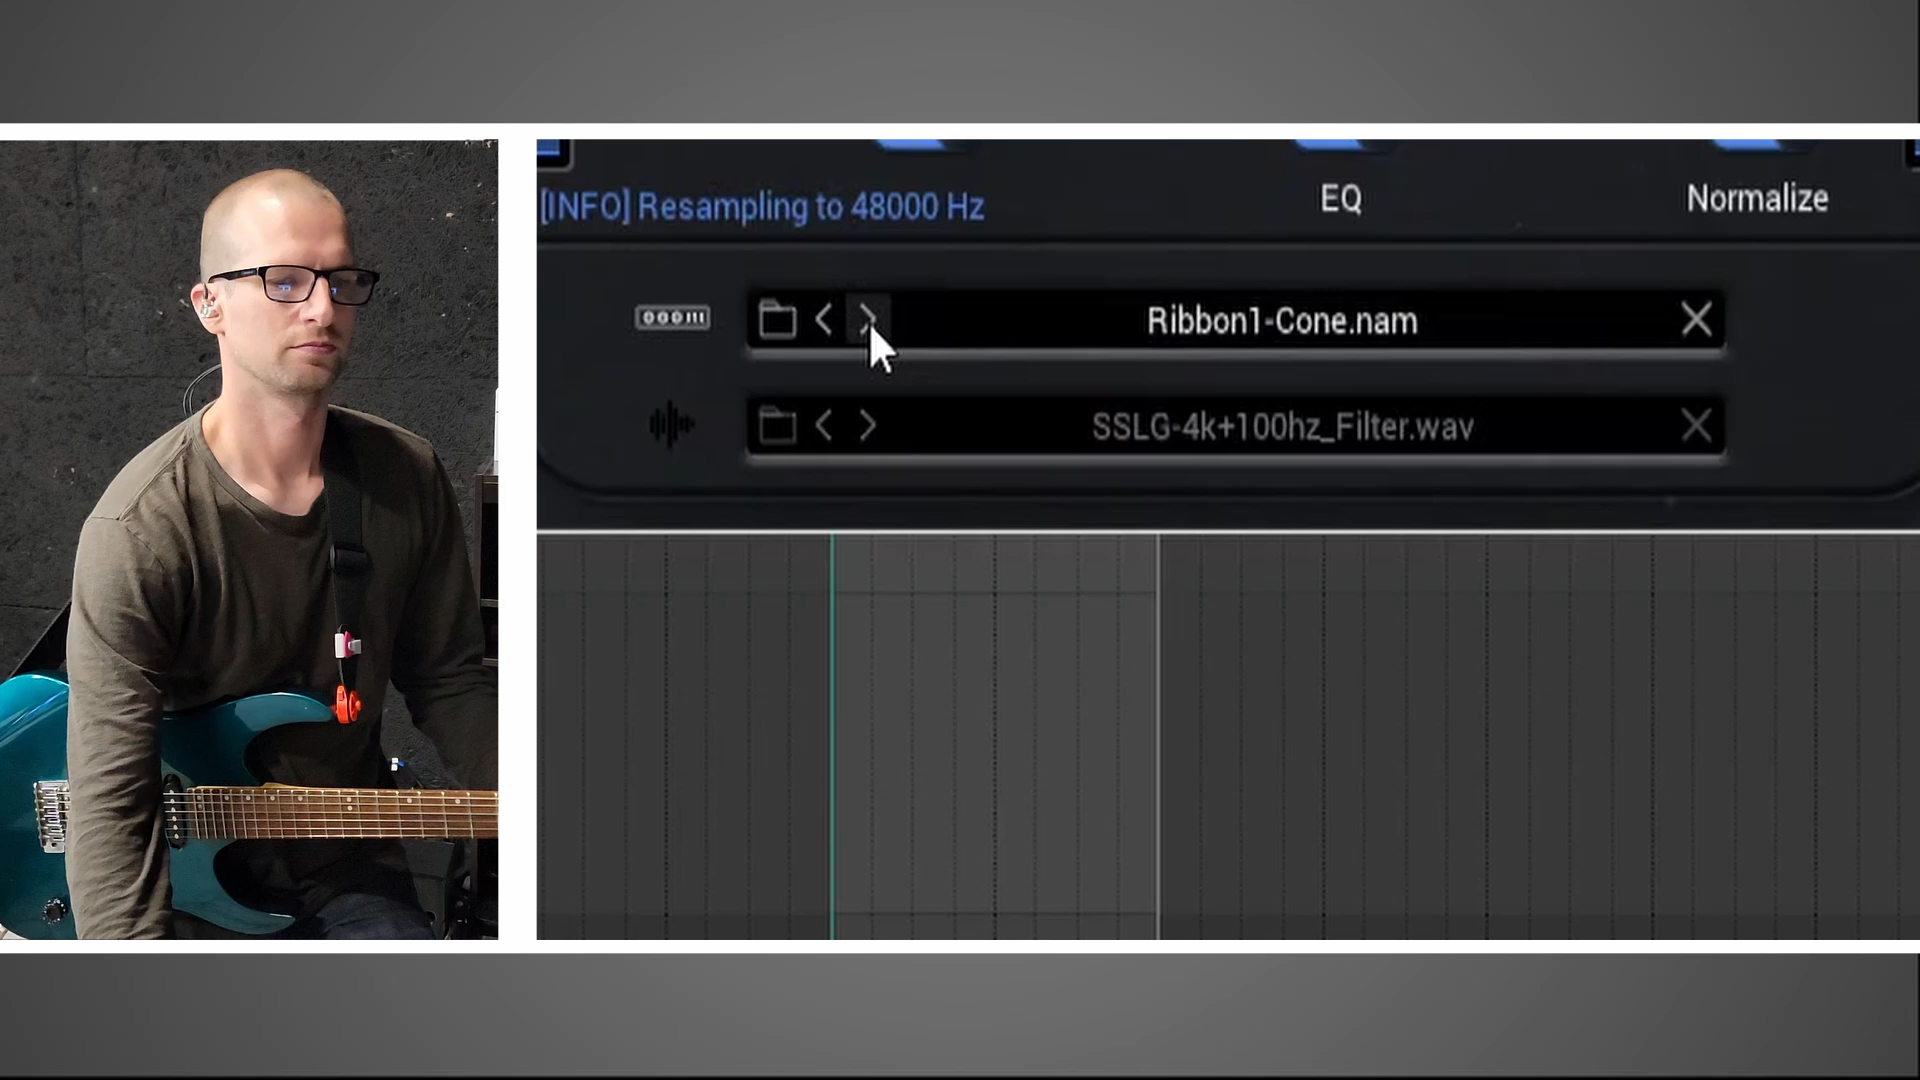 [INFO] Resampling to 48000 Hz
EQ
Normalize
Ribbon1-Cone.nam
SSLG-4k+100hz_Filter.wav